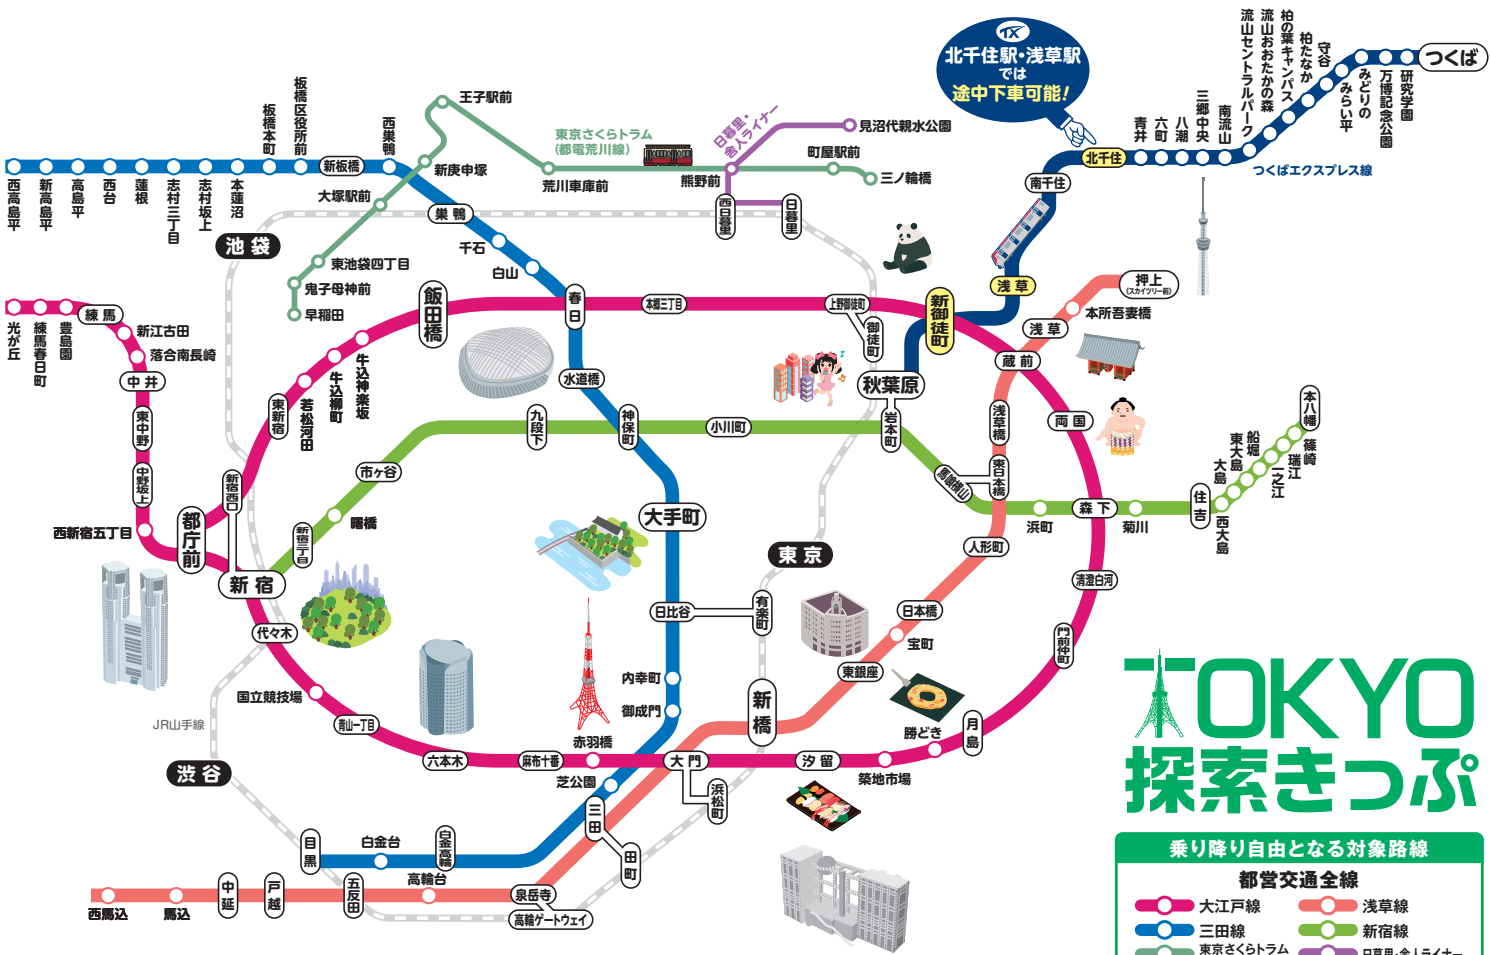 北千住駅・浅草駅
では
途中下車可能!
つくば
研究学園
万博記念公園
みどりの
みらい平
守谷
柏たなか
柏の葉キャンパス
流山おおたかの森
流山セントラルパーク
南流山
三郷中央
八潮
六町
青井
北千住
南千住
浅草
新御徒町
秋葉原
つくばエクスプレス線
王子駅前
新庚申塚
大塚駅前
東池袋四丁目
鬼子母神前
早稲田
東京さくらトラム
(都電荒川線)
荒川車庫前
熊野前
町屋駅前
三ノ輪橋
日暮里・
舎人ライナー
見沼代親水公園
西日暮里
日暮里
西高島平
新高島平
高島平
西台
蓮根
志村三丁目
志村坂上
本蓮沼
板橋本町
板橋区役所前
新板橋
西巣鴨
巣鴨
千石
白山
春日
水道橋
神保町
大手町
日比谷
有楽町
内幸町
御成門
芝公園
三田
田町
白金高輪
白金台
目黒
池袋
光が丘
練馬春日町
豊島園
練馬
新江古田
落合南長崎
中井
東中野
中野坂上
西新宿五丁目
都庁前
新宿西口
新宿
東新宿
若松河田
牛込柳町
牛込神楽坂
飯田橋
本郷三丁目
上野御徒町
御徒町
蔵前
両国
森下
清澄白河
門前仲町
月島
勝どき
築地市場
汐留
大門
浜松町
赤羽橋
麻布十番
六本木
青山一丁目
国立競技場
代々木
新宿三丁目
曙橋
市ヶ谷
九段下
小川町
岩本町
馬喰横山
東日本橋
浜町
菊川
住吉
西大島
大島
東大島
船堀
一之江
瑞江
篠崎
本八幡
押上
(スカイツリー前)
本所吾妻橋
浅草
浅草橋
人形町
日本橋
宝町
東銀座
新橋
東京
泉岳寺
高輪ゲートウェイ
高輪台
五反田
戸越
中延
馬込
西馬込
JR山手線
渋谷
TOKYO
探索きっぷ
乗り降り自由となる対象路線
都営交通全線
大江戸線
浅草線
三田線
新宿線
東京さくらトラム
日暮里・舎人ライナー